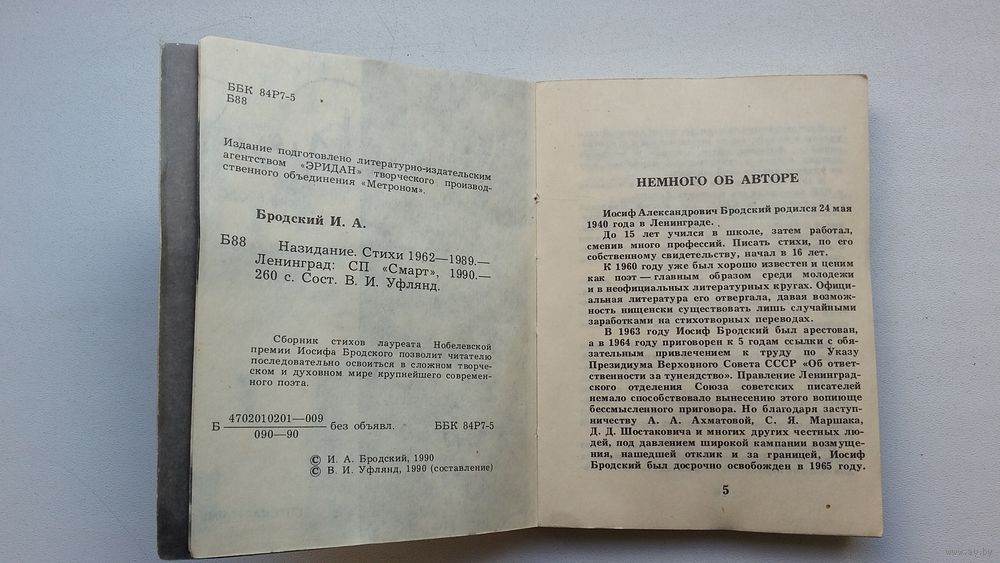 ББК 84Р7-5
Б88
Издание подготовлено литературно-издательским
агентством «ЭРИДАН» творческого производ-
ственного объединения «Метроном».
Бродский И. А.
Б88 Назидание. Стихи 1962—1989.—
Ленинград: СП «Смарт», 1990.—
260 с. Сост. В. И. Уфлянд.
Сборник стихов лауреата Нобелевской
премии Иосифа Бродского позволит читателю
последовательно освоиться в сложном творче-
ском и духовном мире крупнейшего современ-
ного поэта.
4702010201—009
Б без объявл. ББК 84Р7-5
090—90
© И. А. Бродский, 1990
© В. И. Уфлянд, 1990 (составление)
НЕМНОГО ОБ АВТОРЕ
Иосиф Александрович Бродский родился 24 мая
1940 года в Ленинграде.
До 15 лет учился в школе, затем работал,
сменив много профессий. Писать стихи, по его
собственному свидетельству, начал в 16 лет.
К 1960 году уже был хорошо известен и ценим
как поэт — главным образом среди молодежи
и в неофициальных литературных кругах. Офици-
альная литература его отвергала, давая возмож-
ность нищенски существовать лишь случайными
заработками на стихотворных переводах.
В 1963 году Иосиф Бродский был арестован,
а в 1964 году приговорен к 5 годам ссылки с обя-
зательным привлечением к труду по Указу
Президиума Верховного Совета СССР «Об ответ-
ственности за тунеядство». Правление Ленинград-
ского отделения Союза советских писателей
немало способствовало вынесению этого вопиюще
бессмысленного приговора. Но благодаря заступ-
ничеству А. А. Ахматовой, С. Я. Маршака,
Д. Д. Шостаковича и многих других честных лю-
дей, под давлением широкой кампании возмуще-
ния, нашедшей отклик и за границей, Иосиф
Бродский был досрочно освобожден в 1965 году.
5
www.ay.by